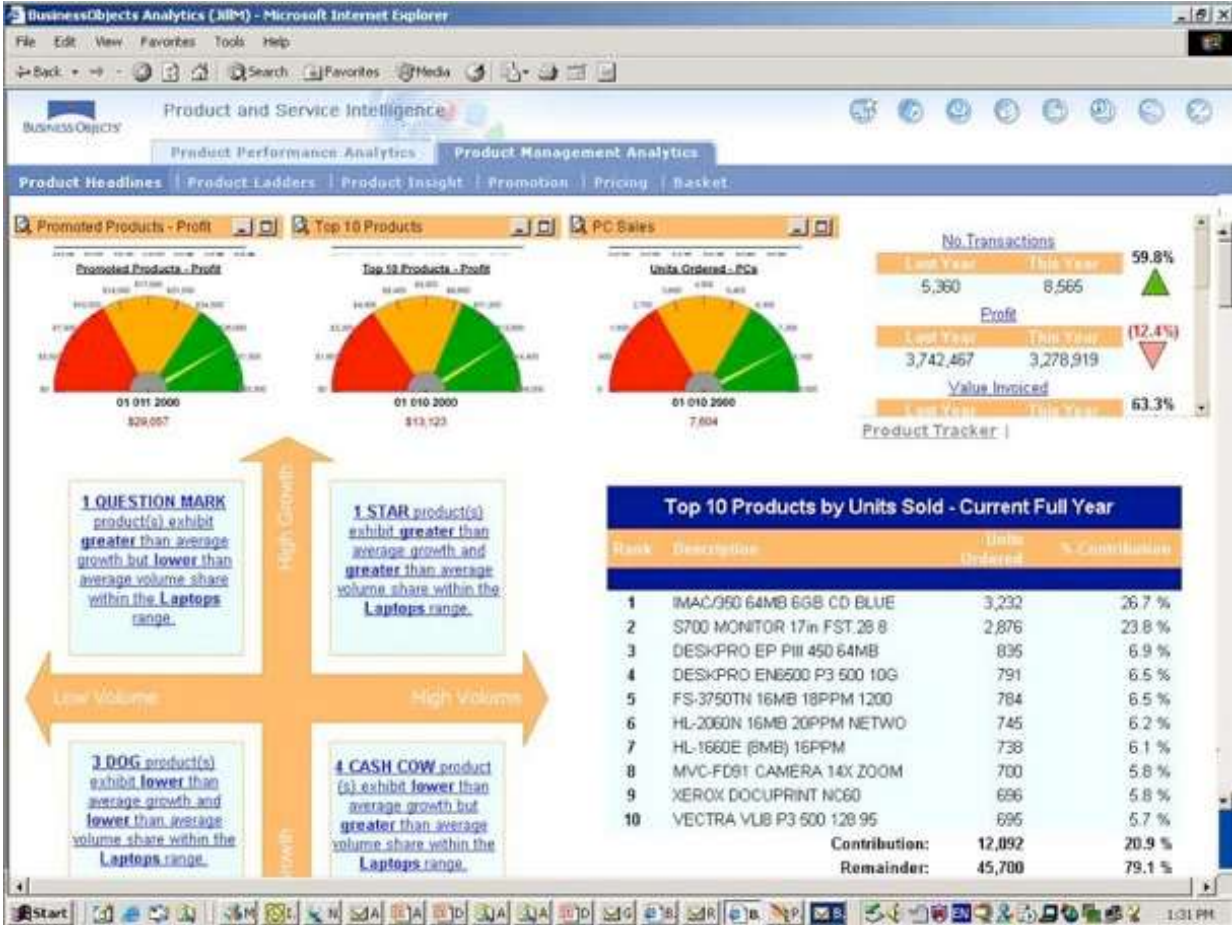 BusinessObjects Analytics (JillM) - Microsoft Internet Explorer
File Edit View Favorites Tools Help
Back Search Favorites Media
BUSINESS OBJECTS
Product and Service Intelligence
Product Performance Analytics Product Management Analytics
Product Headlines | Product Ladders | Product Insight | Promotion | Pricing | Basket
Promoted Products - Profit
Promoted Products - Profit
01 011 2000
$29,057
Top 10 Products
Top 10 Products - Profit
01 010 2000
$13,123
PC Sales
Units Ordered - PCs
01 010 2000
7,604
No.Transactions
Last Year This Year 59.8%
5,360 8,565
Profit
Last Year This Year (12.4%)
3,742,467 3,278,919
Value Invoiced
Last Year This Year 63.3%
Product Tracker |
High Growth
1 QUESTION MARK
product(s) exhibit
greater than average
growth but lower than
average volume share
within the Laptops
range.
1 STAR product(s)
exhibit greater than
average growth and
greater than average
volume share within the
Laptops range.
Low Volume High Volume
3 DOG product(s)
exhibit lower than
average growth and
lower than average
volume share within the
Laptops range.
4 CASH COW product
(s) exhibit lower than
average growth but
greater than average
volume share within the
Laptops range.
Top 10 Products by Units Sold - Current Full Year
Rank Description Units Ordered % Contribution
1 IMAC/350 64MB 6GB CD BLUE 3,232 26.7 %
2 S700 MONITOR 17in FST.28 8 2,876 23.8 %
3 DESKPRO EP PIII 450 64MB 835 6.9 %
4 DESKPRO EN6500 P3 500 10G 791 6.5 %
5 FS-3750TN 16MB 18PPM 1200 784 6.5 %
6 HL-2060N 16MB 20PPM NETWO 745 6.2 %
7 HL-1660E (8MB) 16PPM 738 6.1 %
8 MVC-FD91 CAMERA 14X ZOOM 700 5.8 %
9 XEROX DOCUPRINT NC60 696 5.8 %
10 VECTRA VLI8 P3 500 128 95 695 5.7 %
Contribution: 12,092 20.9 %
Remainder: 45,700 79.1 %
Start 1:31 PM